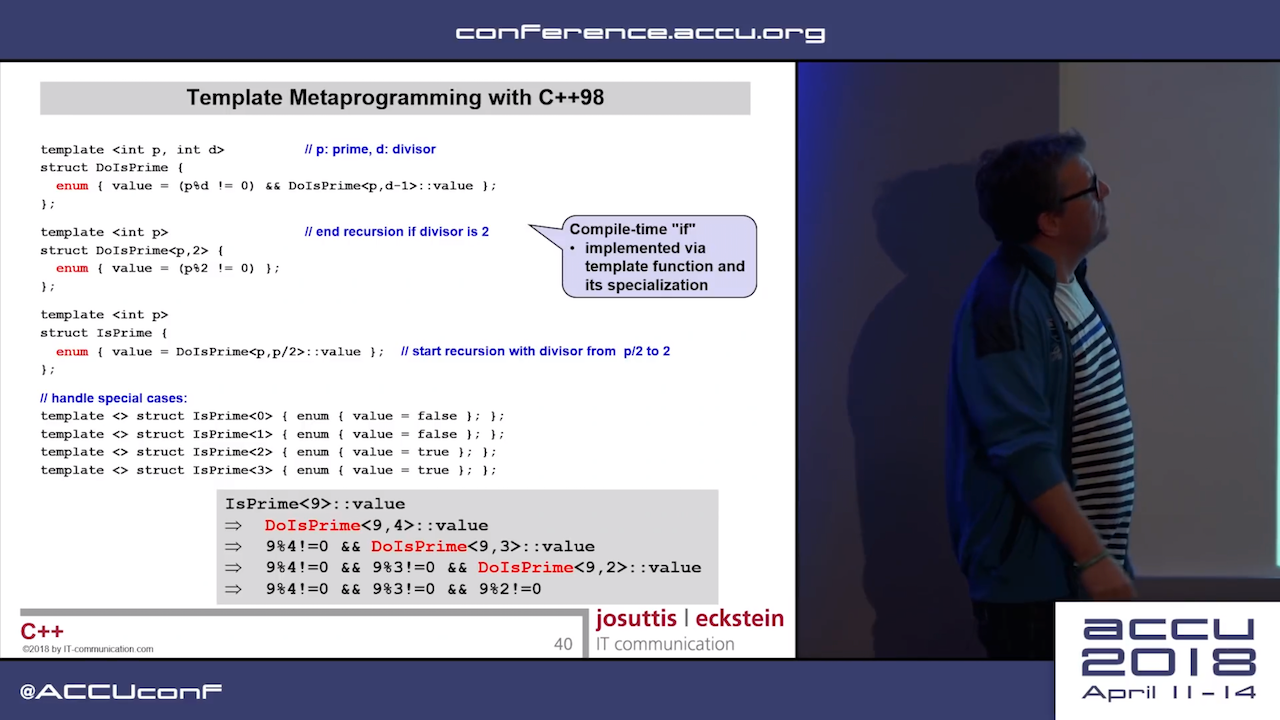 conference.accu.org
Template Metaprogramming with C++98
template <int p, int d> // p: prime, d: divisor
struct DoIsPrime {
enum { value = (p%d != 0) && DoIsPrime<p,d-1>::value };
};
template <int p> // end recursion if divisor is 2
struct DoIsPrime<p,2> {
enum { value = (p%2 != 0) };
};
Compile-time "if"
• implemented via
template function and
its specialization
template <int p>
struct IsPrime {
enum { value = DoIsPrime<p,p/2>::value }; // start recursion with divisor from p/2 to 2
};
// handle special cases:
template <> struct IsPrime<0> { enum { value = false }; };
template <> struct IsPrime<1> { enum { value = false }; };
template <> struct IsPrime<2> { enum { value = true }; };
template <> struct IsPrime<3> { enum { value = true }; };
IsPrime<9>::value
⇒ DoIsPrime<9,4>::value
⇒ 9%4!=0 && DoIsPrime<9,3>::value
⇒ 9%4!=0 && 9%3!=0 && DoIsPrime<9,2>::value
⇒ 9%4!=0 && 9%3!=0 && 9%2!=0
C++
©2018 by IT-communication.com
40
josuttis | eckstein
IT communication
@ACCUconf
accu
2018
April 11-14